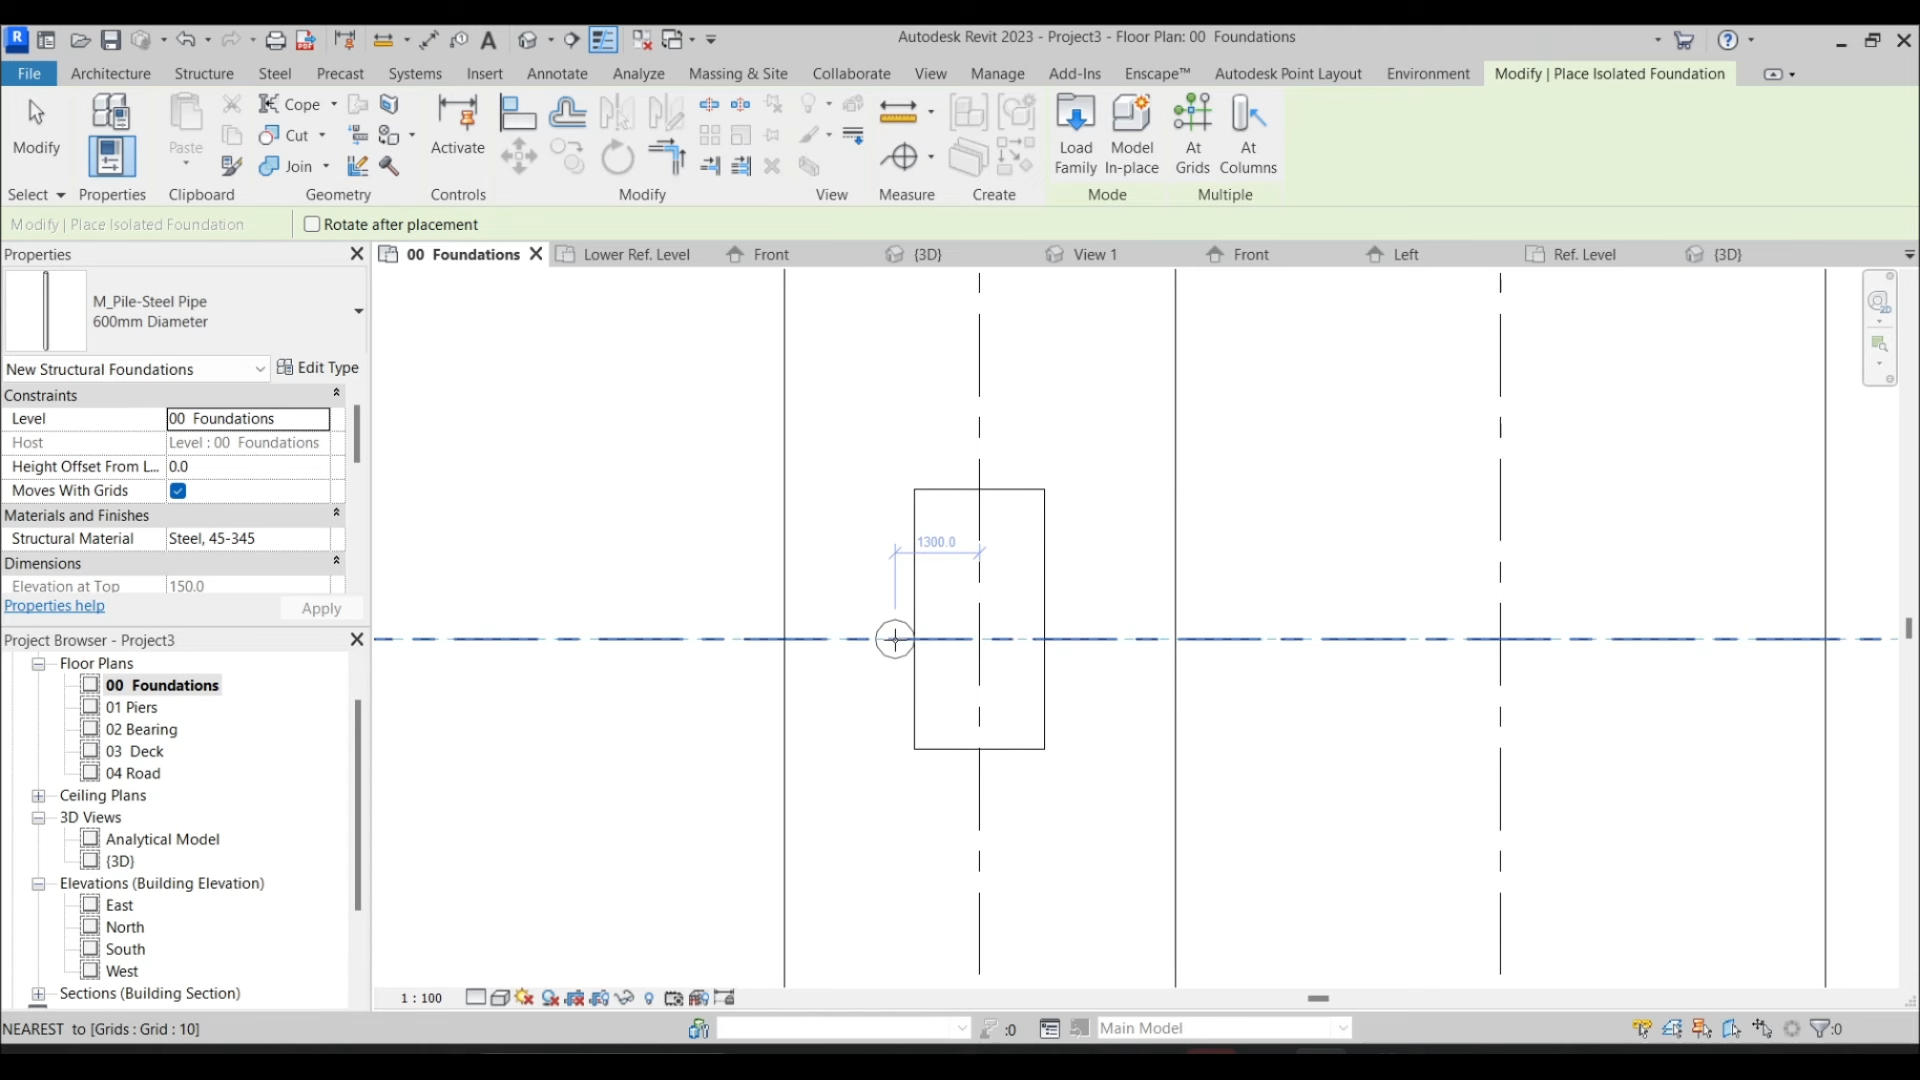 Autodesk Revit 2023 - Project3 - Floor Plan: 00 Foundations
File Architecture Structure Steel Precast Systems Insert Annotate Analyze Massing & Site Collaborate View Manage Add-Ins Enscape™ Autodesk Point Layout Environment Modify | Place Isolated Foundation
Modify
Paste
Cope
Cut
Join
Activate
Load Family
Model In-place
At Grids
At Columns
Select Properties Clipboard Geometry Controls Modify View Measure Create Mode Multiple
Modify | Place Isolated Foundation Rotate after placement
Properties
M_Pile-Steel Pipe
600mm Diameter
New Structural Foundations Edit Type
Constraints
Level 00 Foundations
Host Level : 00 Foundations
Height Offset From L... 0.0
Moves With Grids
Materials and Finishes
Structural Material Steel, 45-345
Dimensions
Elevation at Top 150.0
Properties help Apply
Project Browser - Project3
Floor Plans
00 Foundations
01 Piers
02 Bearing
03 Deck
04 Road
Ceiling Plans
3D Views
Analytical Model
{3D}
Elevations (Building Elevation)
East
North
South
West
Sections (Building Section)
00 Foundations Lower Ref. Level Front {3D} View 1 Front Left Ref. Level {3D}
1300.0
2D
1 : 100
NEAREST to [Grids : Grid : 10] :0 Main Model :0